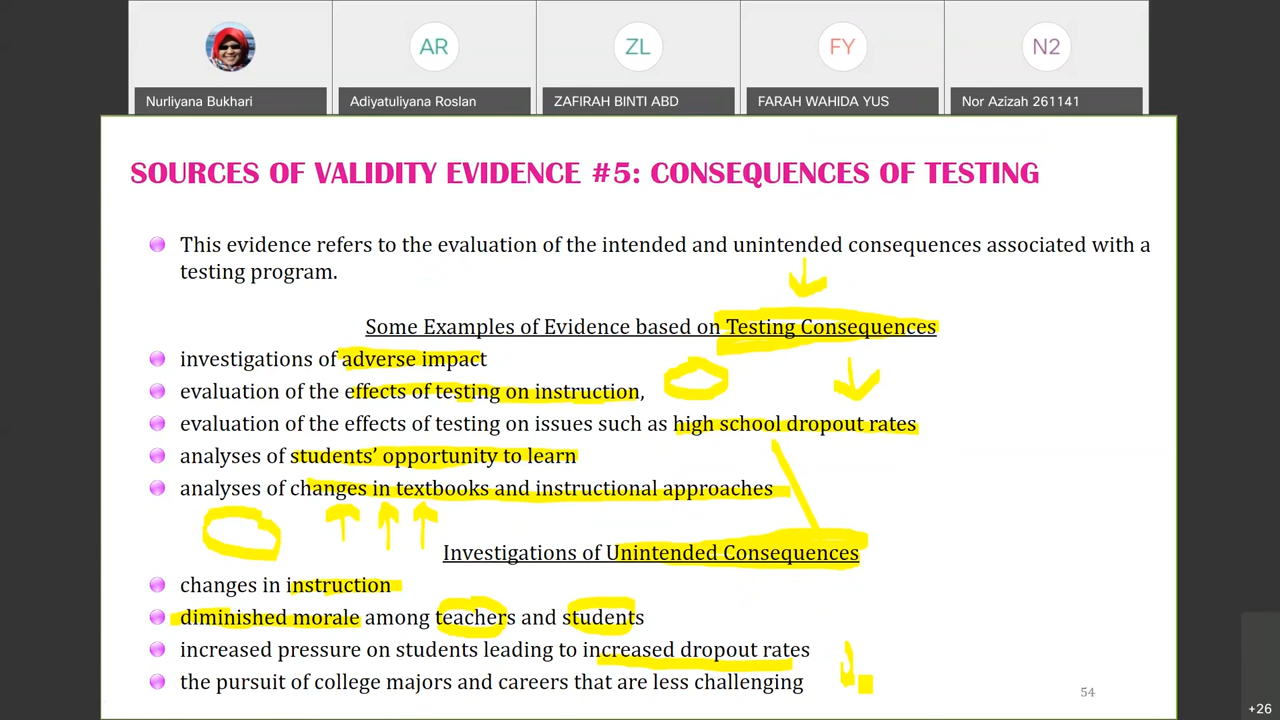 AR
ZL
FY
N2
Nurliyana Bukhari
Adiyatuliyana Roslan
ZAFIRAH BINTI ABD
FARAH WAHIDA YUS
Nor Azizah 261141
SOURCES OF VALIDITY EVIDENCE #5: CONSEQUENCES OF TESTING
This evidence refers to the evaluation of the intended and unintended consequences associated with a
testing program.
Some Examples of Evidence based on Testing Consequences
investigations of adverse impact
evaluation of the effects of testing on instruction,
evaluation of the effects of testing on issues such as high school dropout rates
analyses of students’ opportunity to learn
analyses of changes in textbooks and instructional approaches
Investigations of Unintended Consequences
changes in instruction
diminished morale among teachers and students
increased pressure on students leading to increased dropout rates
the pursuit of college majors and careers that are less challenging
54
+26